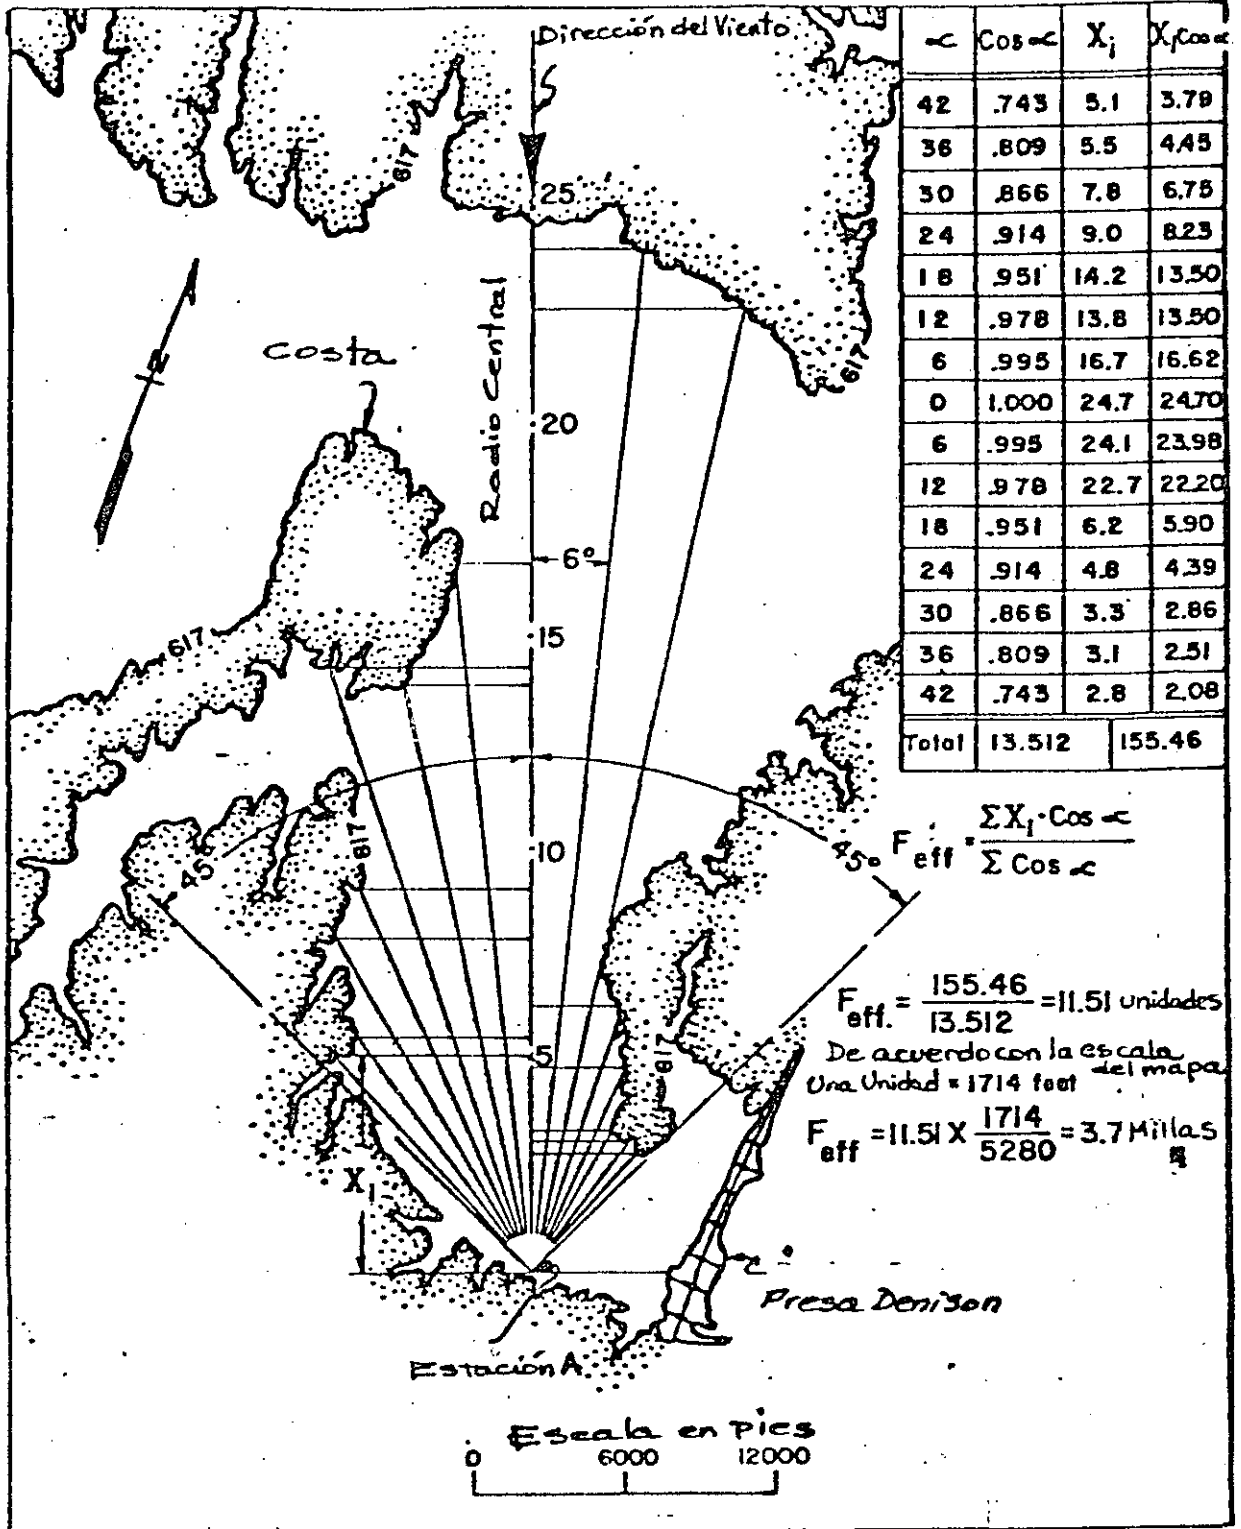 Dirección del Viento
25
Radio Central
20
6°
15
10
5
Costa
617
617
617
617
617
N
45
45°
X₁
Estación A
Presa Denison
Escala en pies
0 6000 12000
∝ Cos ∝ Xᵢ XᵢCos ∝
42 .743 5.1 3.79
36 .809 5.5 4.45
30 .866 7.8 6.75
24 .914 9.0 8.23
18 .951 14.2 13.50
12 .978 13.8 13.50
6 .995 16.7 16.62
0 1.000 24.7 24.70
6 .995 24.1 23.98
12 .978 22.7 22.20
18 .951 6.2 5.90
24 .914 4.8 4.39
30 .866 3.3 2.86
36 .809 3.1 2.51
42 .743 2.8 2.08
Total 13.512 155.46
Feff = ΣXᵢ·Cos ∝ / Σ Cos ∝
Feff. = 155.46 / 13.512 = 11.51 unidades
De acuerdo con la escala
del mapa
Una Unidad = 1714 feet
Feff = 11.51 X 1714 / 5280 = 3.7 Millas